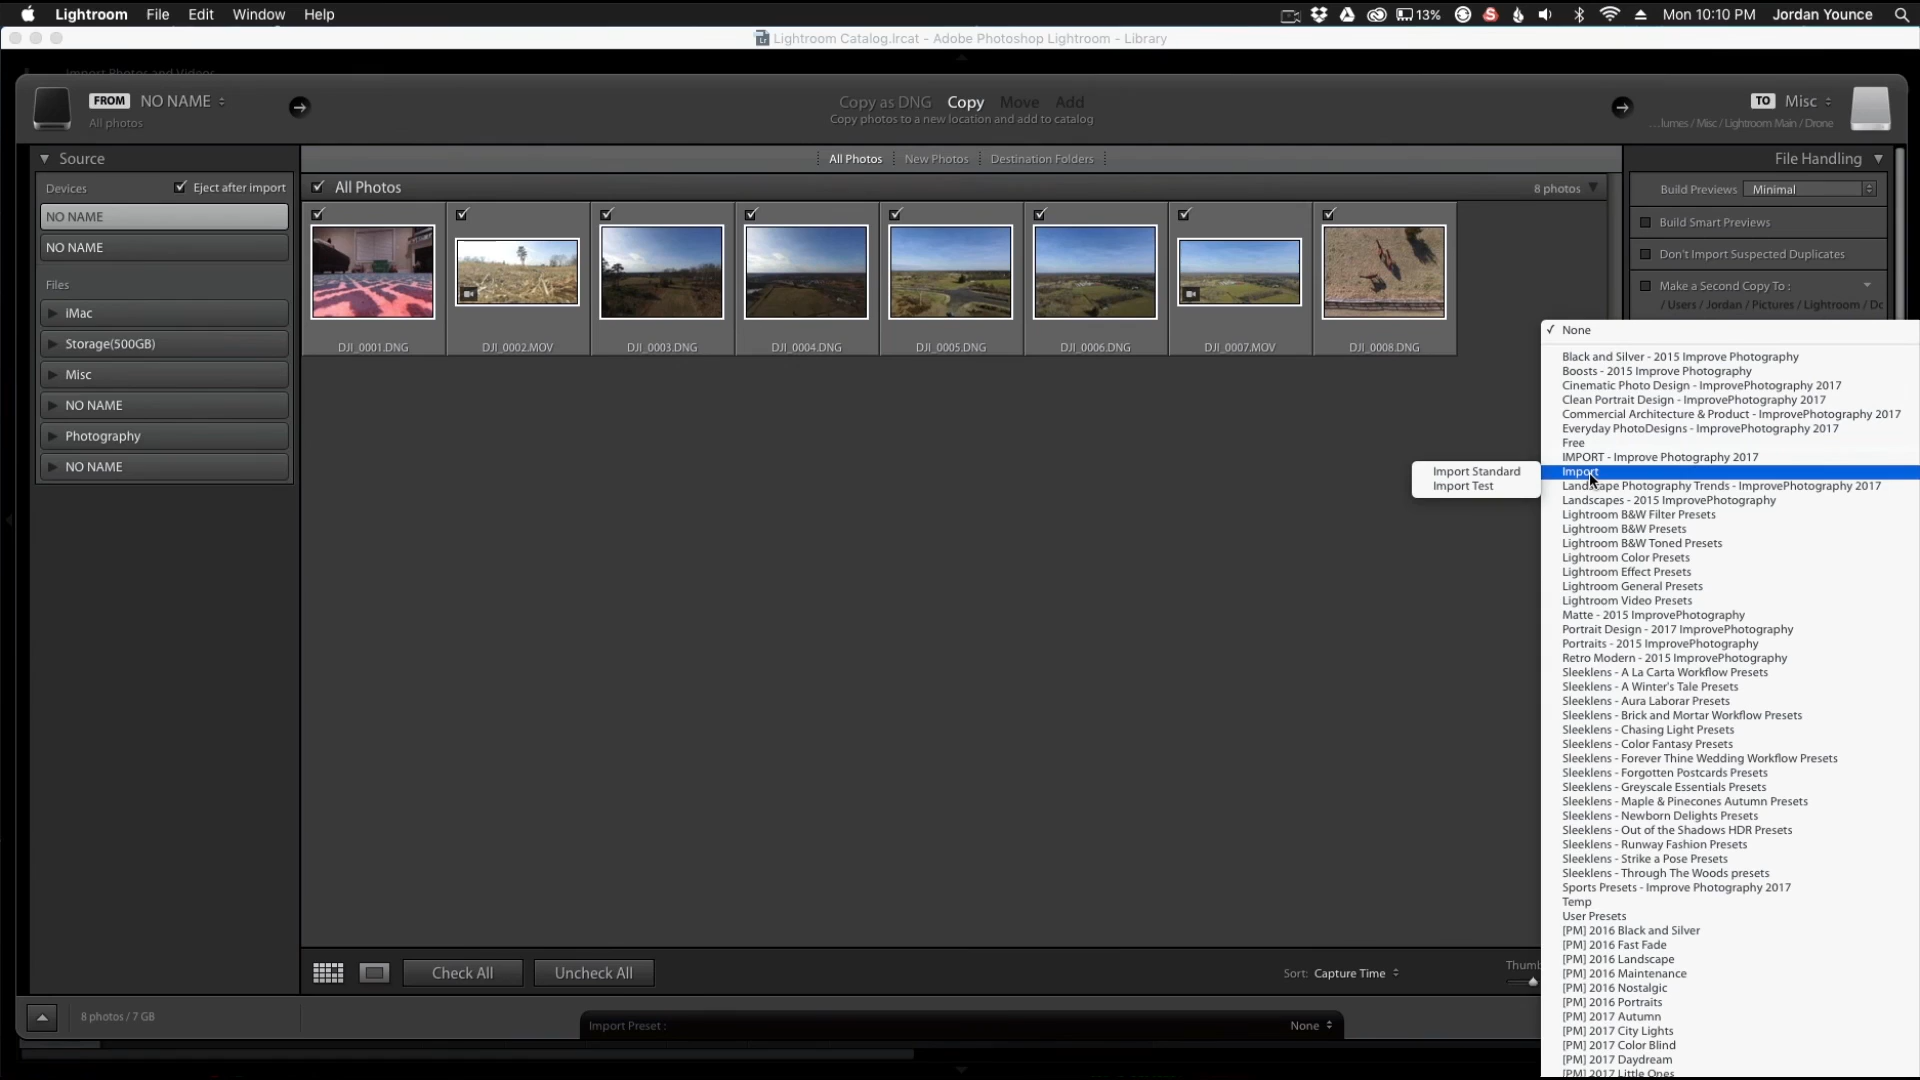 Lightroom File Edit Window Help
13% Mon 10:10 PM Jordan Younce
Lightroom Catalog.lrcat - Adobe Photoshop Lightroom - Library
Import Photos and Videos
FROM NO NAME
All photos
Copy as DNG Copy Move Add
Copy photos to a new location and add to catalog
TO Misc
...lumes / Misc / Lightroom Main / Drone
Source
Devices Eject after import
NO NAME
NO NAME
Files
iMac
Storage(500GB)
Misc
NO NAME
Photography
NO NAME
All Photos New Photos Destination Folders
All Photos
8 photos
DJI_0001.DNG
DJI_0002.MOV
DJI_0003.DNG
DJI_0004.DNG
DJI_0005.DNG
DJI_0006.DNG
DJI_0007.MOV
DJI_0008.DNG
File Handling
Build Previews Minimal
Build Smart Previews
Don't Import Suspected Duplicates
Make a Second Copy To :
/ Users / Jordan / Pictures / Lightroom / Dc
Import Standard
Import Test
None
Black and Silver - 2015 Improve Photography
Boosts - 2015 Improve Photography
Cinematic Photo Design - ImprovePhotography 2017
Clean Portrait Design - ImprovePhotography 2017
Commercial Architecture & Product - ImprovePhotography 2017
Everyday PhotoDesigns - ImprovePhotography 2017
Free
IMPORT - Improve Photography 2017
Import
Landscape Photography Trends - ImprovePhotography 2017
Landscapes - 2015 ImprovePhotography
Lightroom B&W Filter Presets
Lightroom B&W Presets
Lightroom B&W Toned Presets
Lightroom Color Presets
Lightroom Effect Presets
Lightroom General Presets
Lightroom Video Presets
Matte - 2015 ImprovePhotography
Portrait Design - 2017 ImprovePhotography
Portraits - 2015 ImprovePhotography
Retro Modern - 2015 ImprovePhotography
Sleeklens - A La Carta Workflow Presets
Sleeklens - A Winter's Tale Presets
Sleeklens - Aura Laborar Presets
Sleeklens - Brick and Mortar Workflow Presets
Sleeklens - Chasing Light Presets
Sleeklens - Color Fantasy Presets
Sleeklens - Forever Thine Wedding Workflow Presets
Sleeklens - Forgotten Postcards Presets
Sleeklens - Greyscale Essentials Presets
Sleeklens - Maple & Pinecones Autumn Presets
Sleeklens - Newborn Delights Presets
Sleeklens - Out of the Shadows HDR Presets
Sleeklens - Runway Fashion Presets
Sleeklens - Strike a Pose Presets
Sleeklens - Through The Woods presets
Sports Presets - Improve Photography 2017
Temp
User Presets
[PM] 2016 Black and Silver
[PM] 2016 Fast Fade
[PM] 2016 Landscape
[PM] 2016 Maintenance
[PM] 2016 Nostalgic
[PM] 2016 Portraits
[PM] 2017 Autumn
[PM] 2017 City Lights
[PM] 2017 Color Blind
[PM] 2017 Daydream
[PM] 2017 Little Ones
Check All Uncheck All
Sort: Capture Time
Thumb
8 photos / 7 GB
Import Preset : None